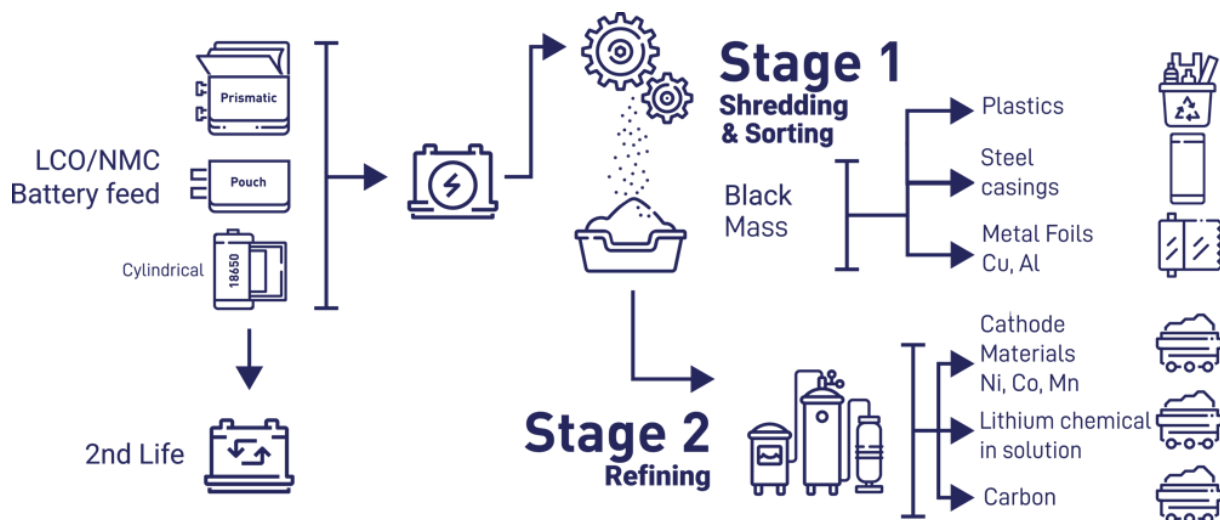 Prismatic
LCO/NMC
Battery feed
Pouch
Cylindrical
18650
2nd Life
Stage 1
Shredding
& Sorting
Black
Mass
Plastics
Steel
casings
Metal Foils
Cu, Al
Stage 2
Refining
Cathode
Materials
Ni, Co, Mn
Lithium chemical
in solution
Carbon